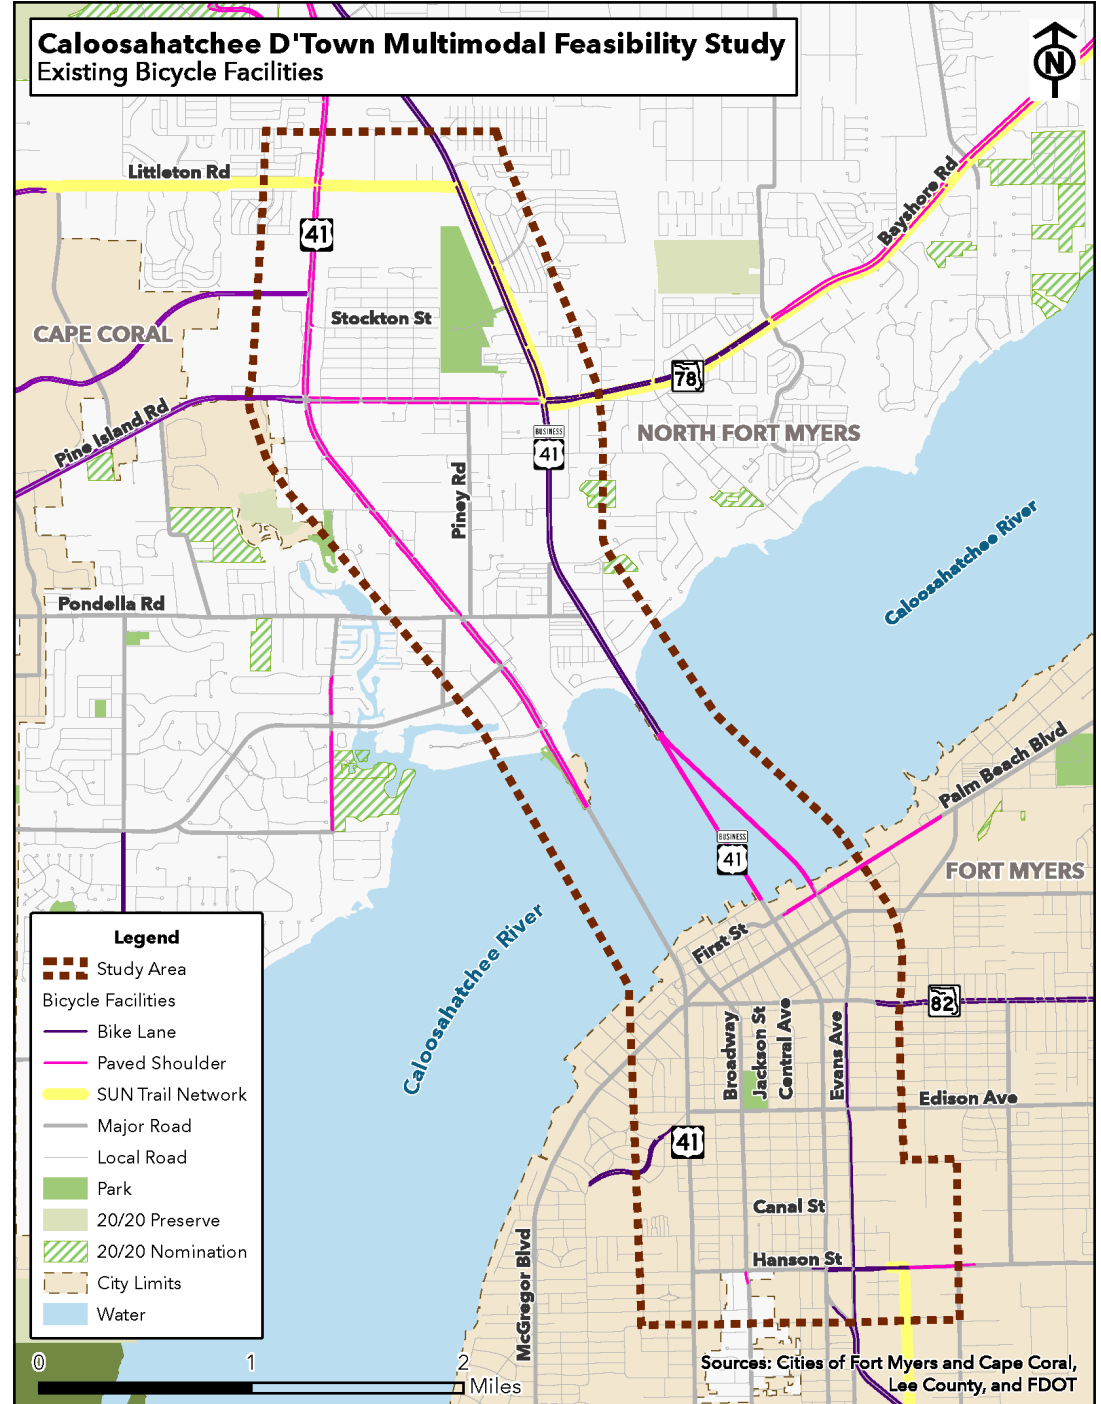 Caloosahatchee D'Town Multimodal Feasibility Study
Existing Bicycle Facilities
N
Littleton Rd
Bayshore Rd
41
Stockton St
CAPE CORAL
78
Pine Island Rd
BUSINESS
41
NORTH FORT MYERS
Piney Rd
Caloosahatchee River
Pondella Rd
Palm Beach Blvd
BUSINESS
41
FORT MYERS
First St
Caloosahatchee River
82
Broadway
Jackson St
Central Ave
Evans Ave
Edison Ave
41
Canal St
Hanson St
McGregor Blvd
Legend
Study Area
Bicycle Facilities
Bike Lane
Paved Shoulder
SUN Trail Network
Major Road
Local Road
Park
20/20 Preserve
20/20 Nomination
City Limits
Water
0 1 2
Miles
Sources: Cities of Fort Myers and Cape Coral,
Lee County, and FDOT